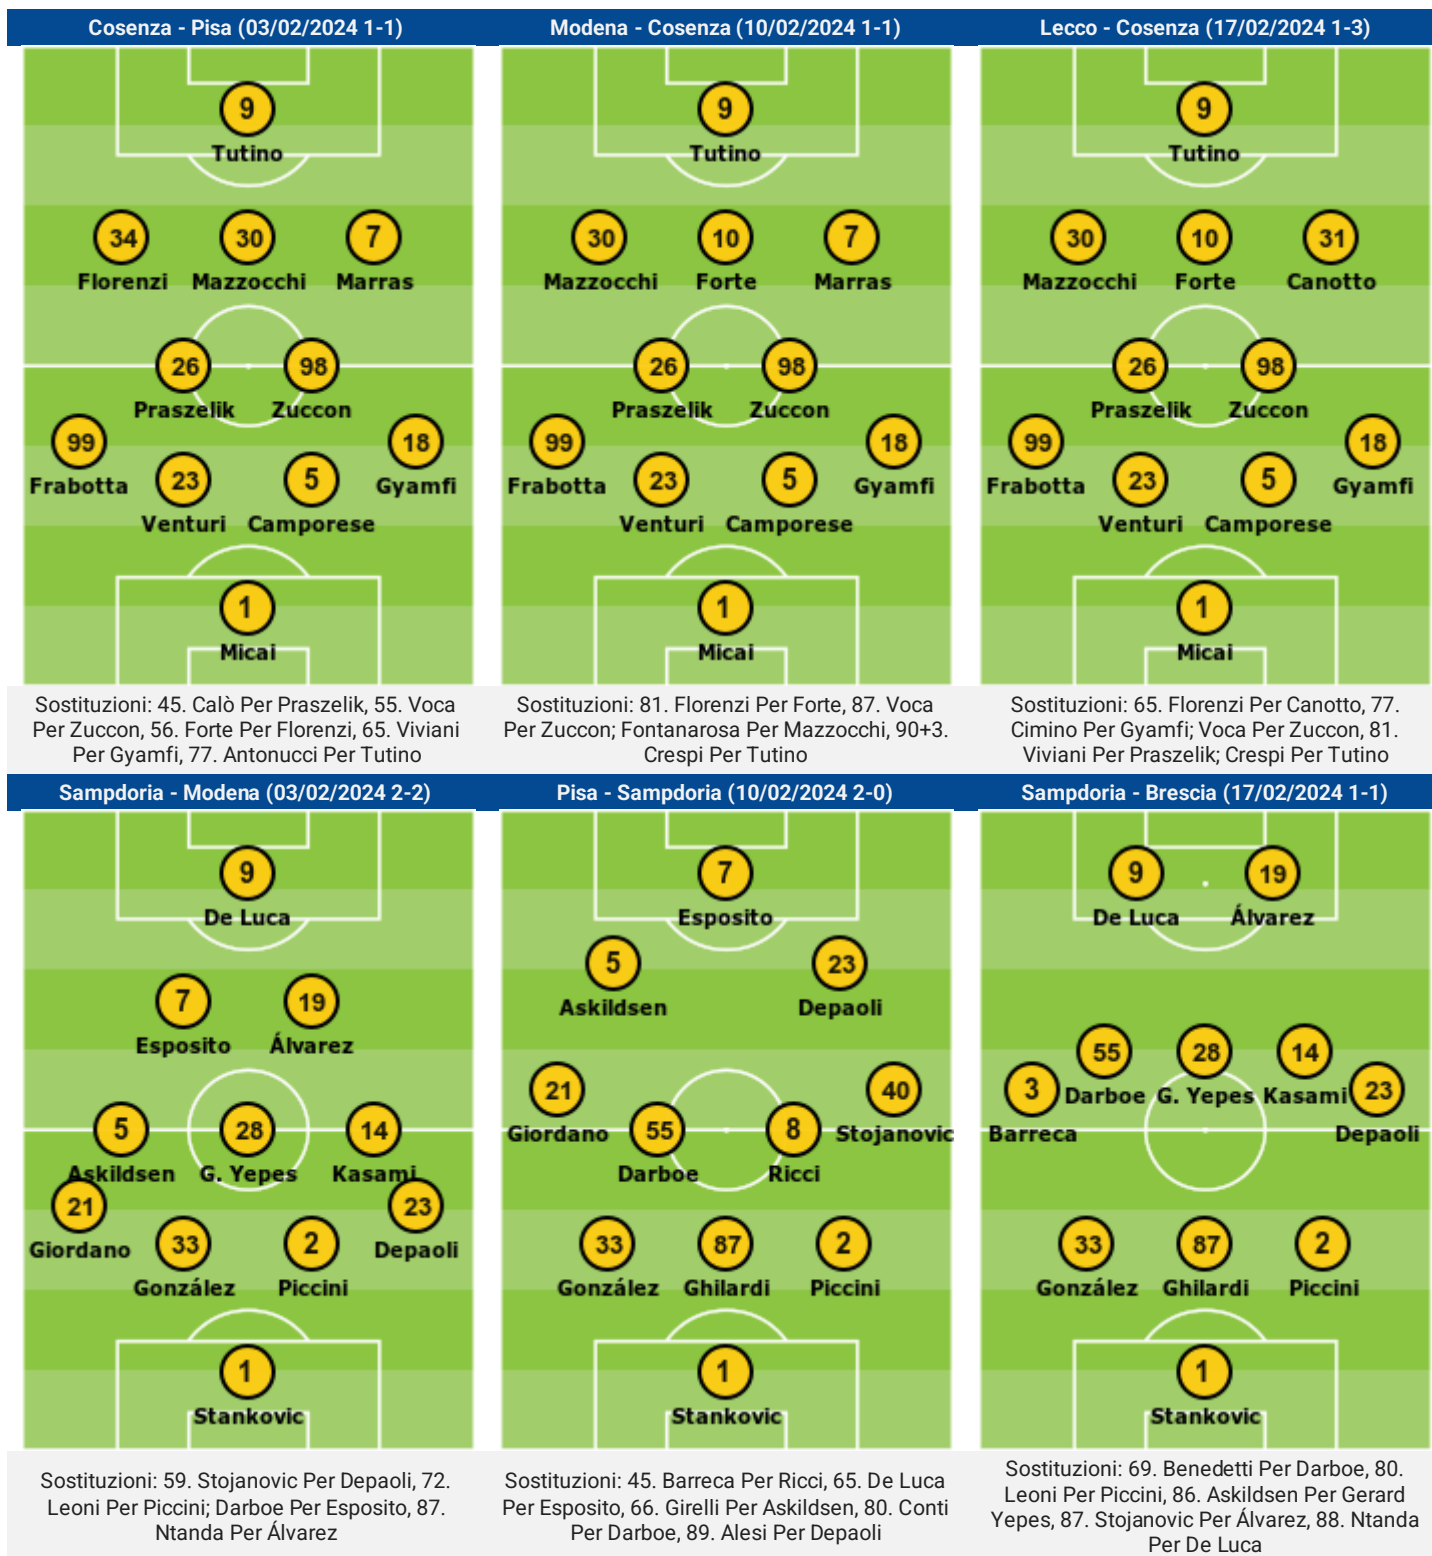 Cosenza - Pisa (03/02/2024 1-1)
9
Tutino
34 30 7
Florenzi Mazzocchi Marras
26 98
Praszelik Zuccon
99 18
Frabotta Gyamfi
23 5
Venturi Camporese
1
Micai
Sostituzioni: 45. Calò Per Praszelik, 55. Voca
Per Zuccon, 56. Forte Per Florenzi, 65. Viviani
Per Gyamfi, 77. Antonucci Per Tutino
Modena - Cosenza (10/02/2024 1-1)
9
Tutino
30 10 7
Mazzocchi Forte Marras
26 98
Praszelik Zuccon
99 18
Frabotta Gyamfi
23 5
Venturi Camporese
1
Micai
Sostituzioni: 81. Florenzi Per Forte, 87. Voca
Per Zuccon; Fontanarosa Per Mazzocchi, 90+3.
Crespi Per Tutino
Lecco - Cosenza (17/02/2024 1-3)
9
Tutino
30 10 31
Mazzocchi Forte Canotto
26 98
Praszelik Zuccon
99 18
Frabotta Gyamfi
23 5
Venturi Camporese
1
Micai
Sostituzioni: 65. Florenzi Per Canotto, 77.
Cimino Per Gyamfi; Voca Per Zuccon, 81.
Viviani Per Praszelik; Crespi Per Tutino
Sampdoria - Modena (03/02/2024 2-2)
9
De Luca
7 19
Esposito Álvarez
5 28 14
Askildsen G. Yepes Kasami
21 23
Giordano Depaoli
33 2
González Piccini
1
Stankovic
Sostituzioni: 59. Stojanovic Per Depaoli, 72.
Leoni Per Piccini; Darboe Per Esposito, 87.
Ntanda Per Álvarez
Pisa - Sampdoria (10/02/2024 2-0)
7
Esposito
5 23
Askildsen Depaoli
21 40
Giordano Stojanovic
55 8
Darboe Ricci
33 87 2
González Ghilardi Piccini
1
Stankovic
Sostituzioni: 45. Barreca Per Ricci, 65. De Luca
Per Esposito, 66. Girelli Per Askildsen, 80. Conti
Per Darboe, 89. Alesi Per Depaoli
Sampdoria - Brescia (17/02/2024 1-1)
9 19
De Luca Álvarez
55 28 14
Darboe G. Yepes Kasami
3 23
Barreca Depaoli
33 87 2
González Ghilardi Piccini
1
Stankovic
Sostituzioni: 69. Benedetti Per Darboe, 80.
Leoni Per Piccini, 86. Askildsen Per Gerard
Yepes, 87. Stojanovic Per Álvarez, 88. Ntanda
Per De Luca